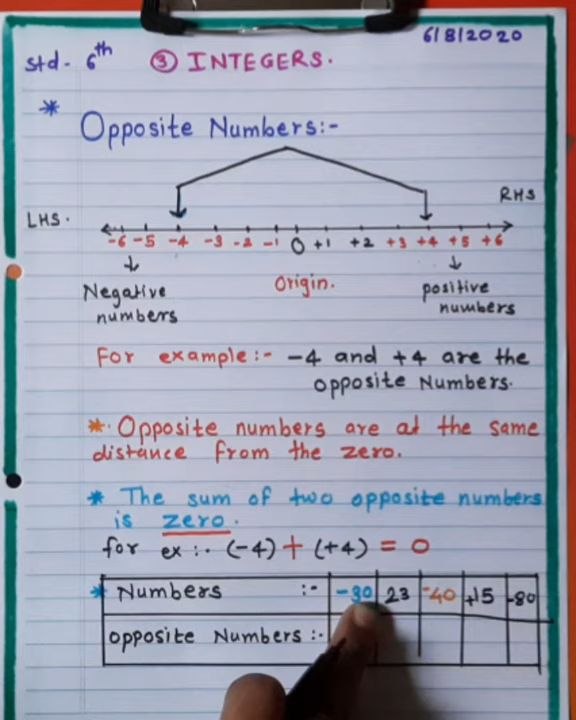 6/8/2020
Std - 6th ③ INTEGERS.
* Opposite Numbers:-
RHS
LHS.
-6 -5 -4 -3 -2 -1 0 +1 +2 +3 +4 +5 +6
Negative numbers
Origin.
positive numbers
For example:- -4 and +4 are the
opposite Numbers.
*. Opposite numbers are at the same
distance from the zero.
* The sum of two opposite numbers
is zero.
for ex :- (-4) + (+4) = 0
* Numbers :- -30 23 -40 +15 -80
opposite Numbers :-